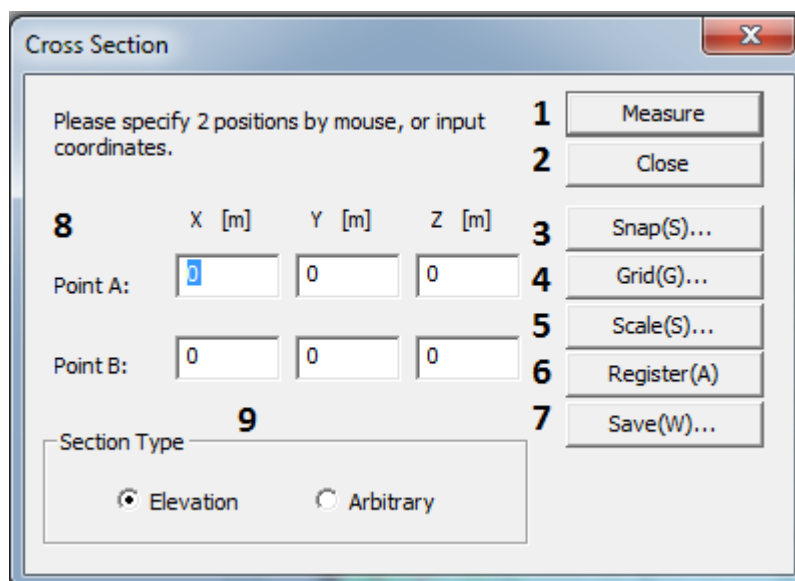 Cross Section
Please specify 2 positions by mouse, or input
coordinates.
1 Measure
2 Close
8 X [m] Y [m] Z [m]
3 Snap(S)...
Point A: 0 0 0
4 Grid(G)...
5 Scale(S)...
Point B: 0 0 0
6 Register(A)
7 Save(W)...
9
Section Type
Elevation Arbitrary